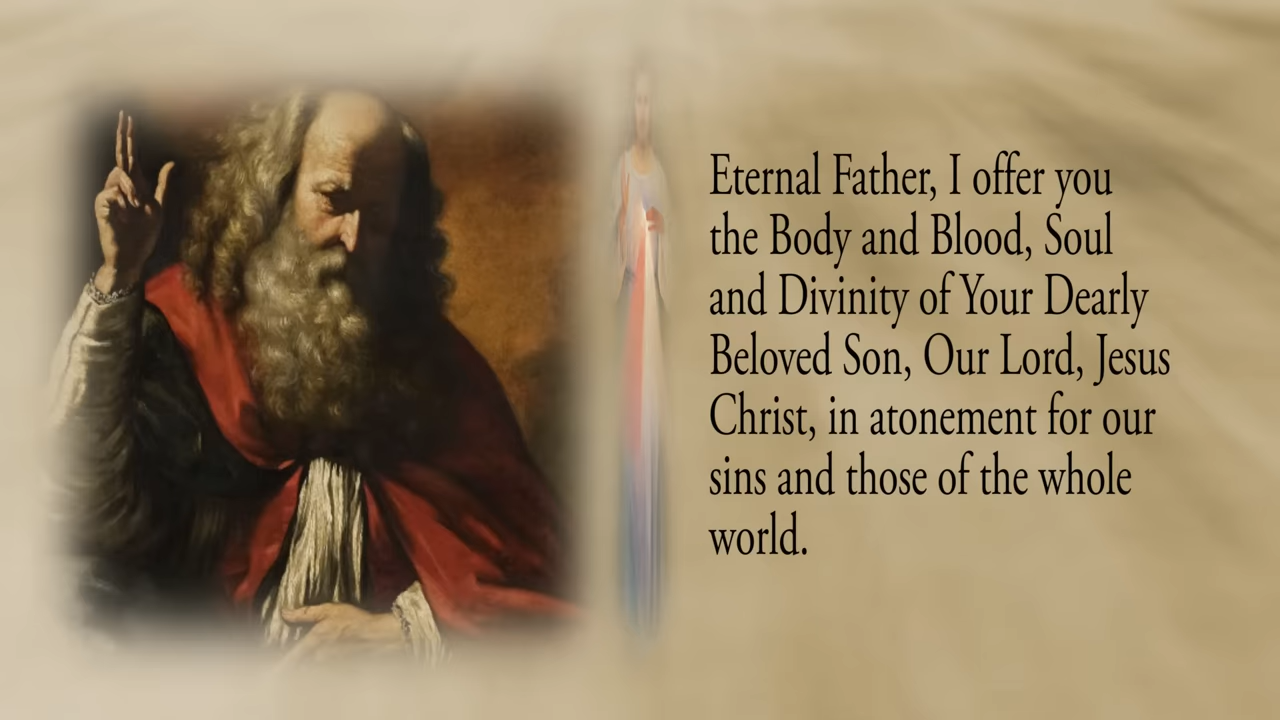 Eternal Father, I offer you
the Body and Blood, Soul
and Divinity of Your Dearly
Beloved Son, Our Lord, Jesus
Christ, in atonement for our
sins and those of the whole
world.